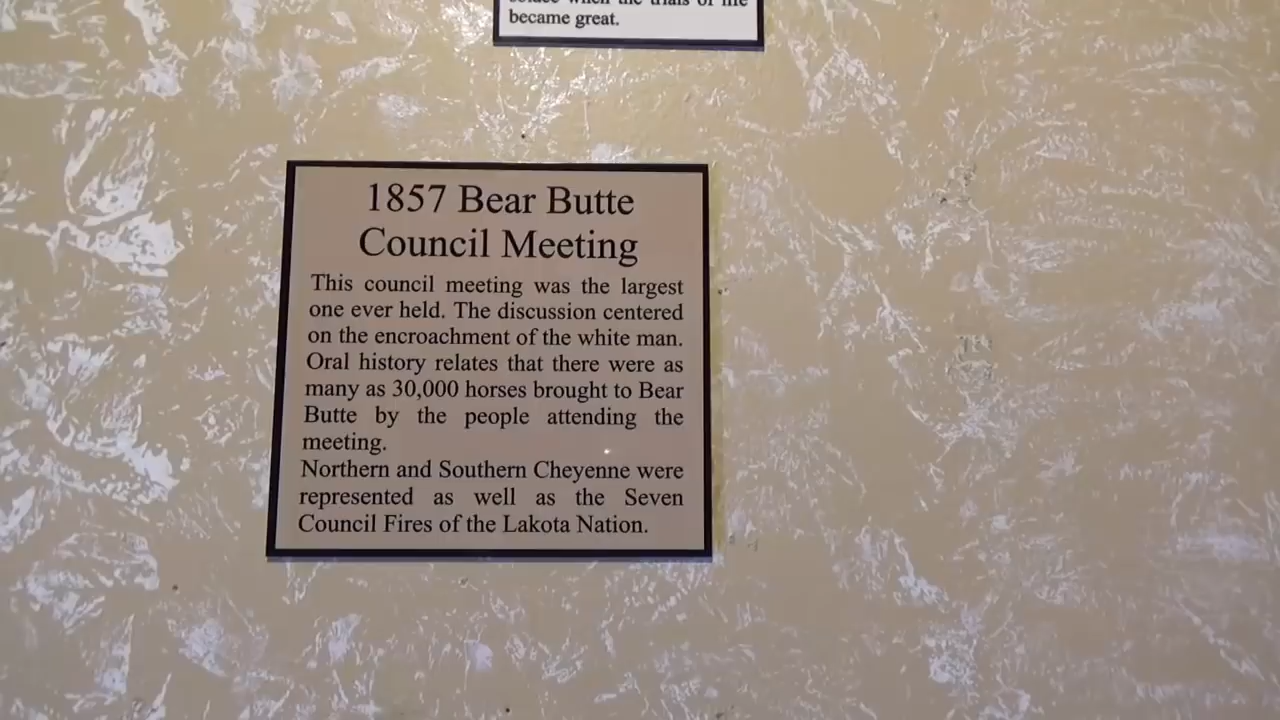 the trials of
became great.
1857 Bear Butte
Council Meeting
This council meeting was the largest
one ever held. The discussion centered
on the encroachment of the white man.
Oral history relates that there were as
many as 30,000 horses brought to Bear
Butte by the people attending the
meeting.
Northern and Southern Cheyenne were
represented as well as the Seven
Council Fires of the Lakota Nation.